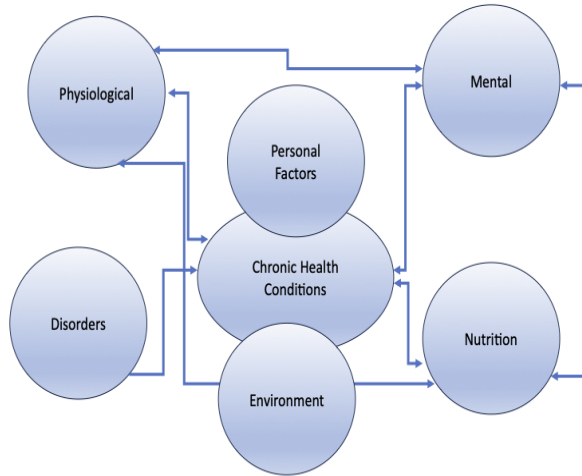 Physiological
Mental
Personal
Factors
Chronic Health
Conditions
Disorders
Nutrition
Environment